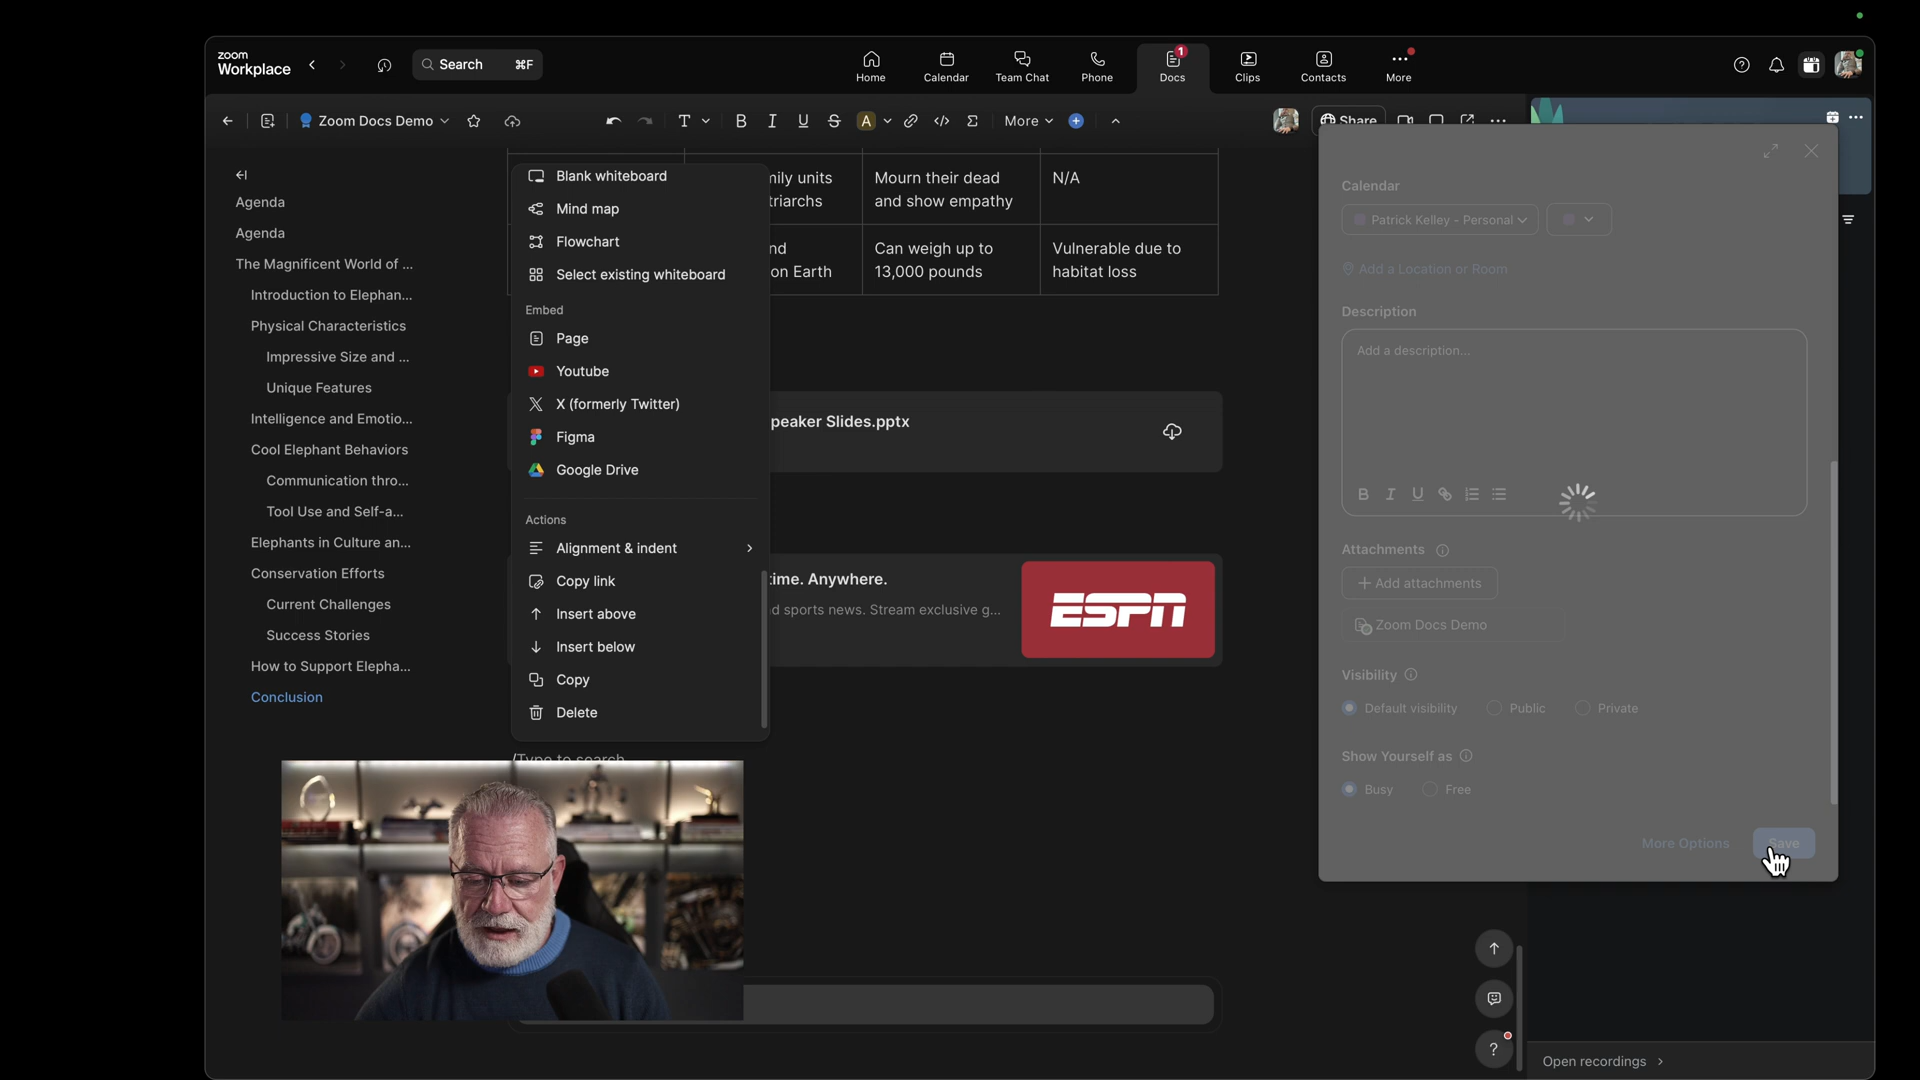 zoom
Workplace
Search ⌘F
Home
Calendar
Team Chat
Phone
1
Docs
Clips
Contacts
More
Zoom Docs Demo
T
B I U S A
Σ
More
Share
Agenda
Agenda
The Magnificent World of ...
Introduction to Elephan...
Physical Characteristics
Impressive Size and ...
Unique Features
Intelligence and Emotio...
Cool Elephant Behaviors
Communication thro...
Tool Use and Self-a...
Elephants in Culture an...
Conservation Efforts
Current Challenges
Success Stories
How to Support Elepha...
Conclusion
Blank whiteboard
Mind map
Flowchart
Select existing whiteboard
Embed
Page
Youtube
X (formerly Twitter)
Figma
Google Drive
Actions
Alignment & indent
Copy link
Insert above
Insert below
Copy
Delete
/Type to search
mily units
triarchs
Mourn their dead
and show empathy
N/A
nd
on Earth
Can weigh up to
13,000 pounds
Vulnerable due to
habitat loss
peaker Slides.pptx
time. Anywhere.
d sports news. Stream exclusive g...
ESPN
Calendar
Patrick Kelley - Personal
Add a Location or Room
Description
Add a description...
B I U
Attachments
+ Add attachments
Zoom Docs Demo
Visibility
Default visibility
Public
Private
Show Yourself as
Busy
Free
More Options
Save
?
Open recordings >